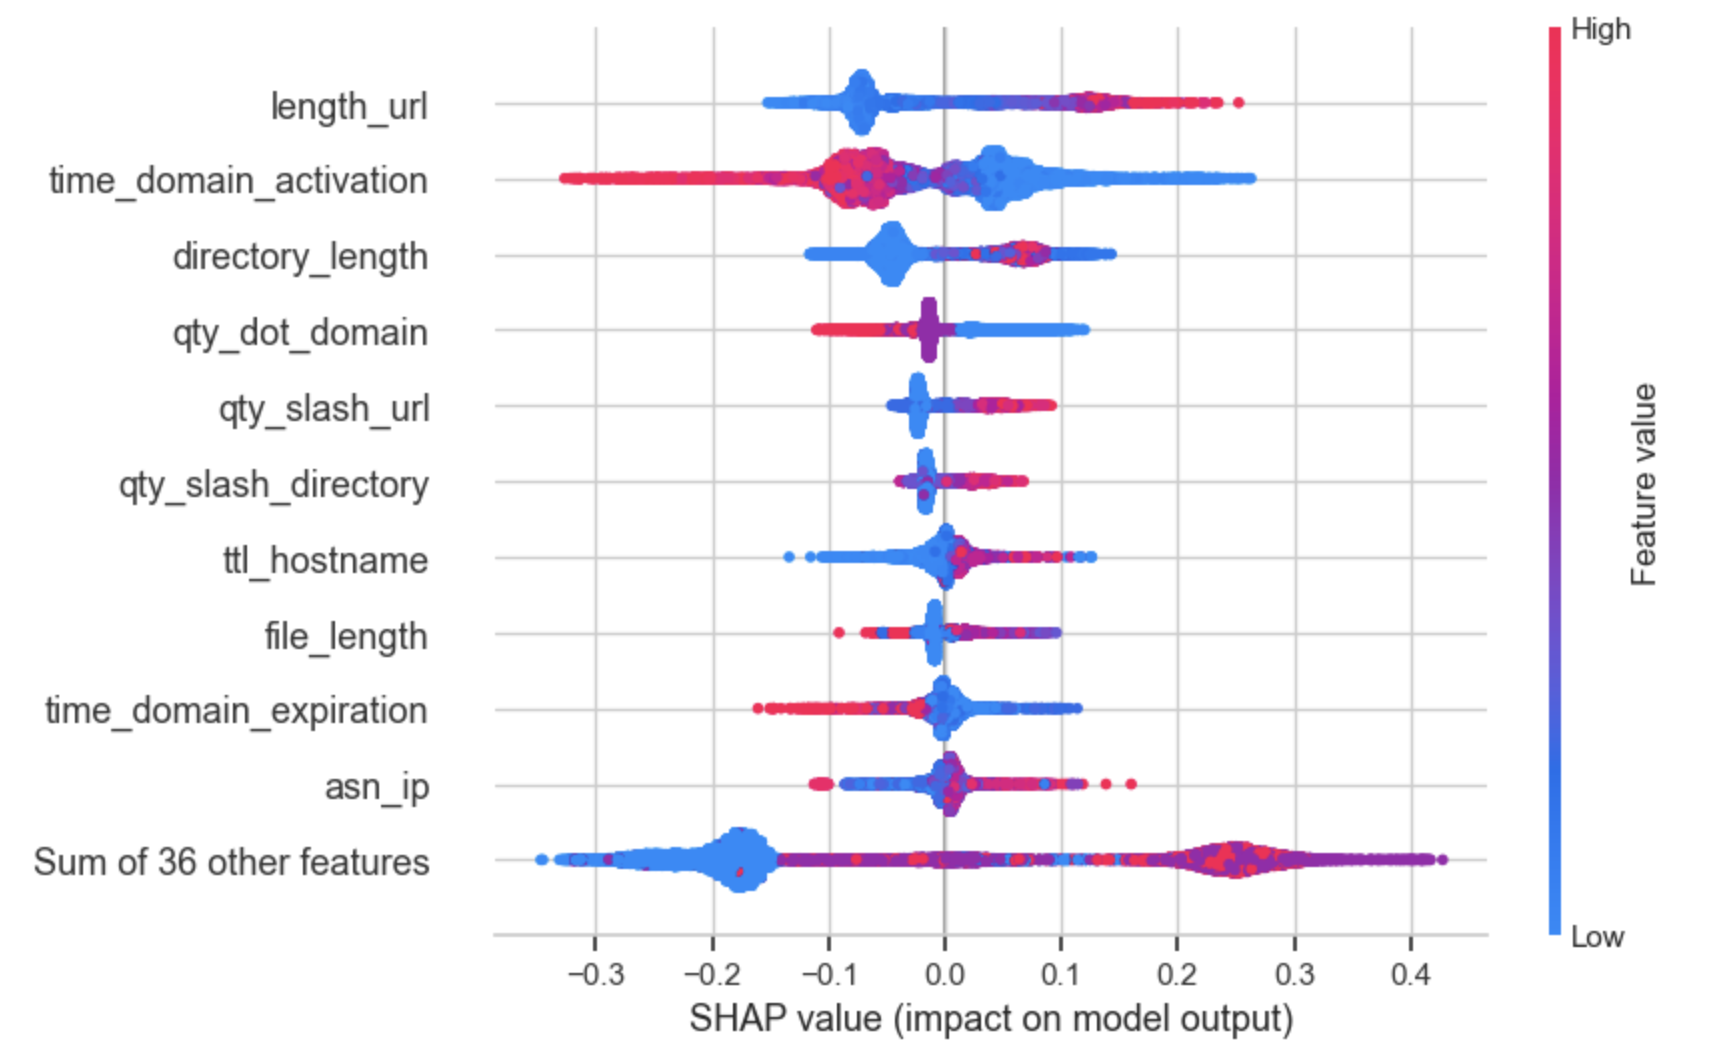 High
length_url
time_domain_activation
directory_length
qty_dot_domain
qty_slash_url
qty_slash_directory
ttl_hostname
file_length
time_domain_expiration
asn_ip
Sum of 36 other features
Feature value
Low
−0.3 −0.2 −0.1 0.0 0.1 0.2 0.3 0.4
SHAP value (impact on model output)